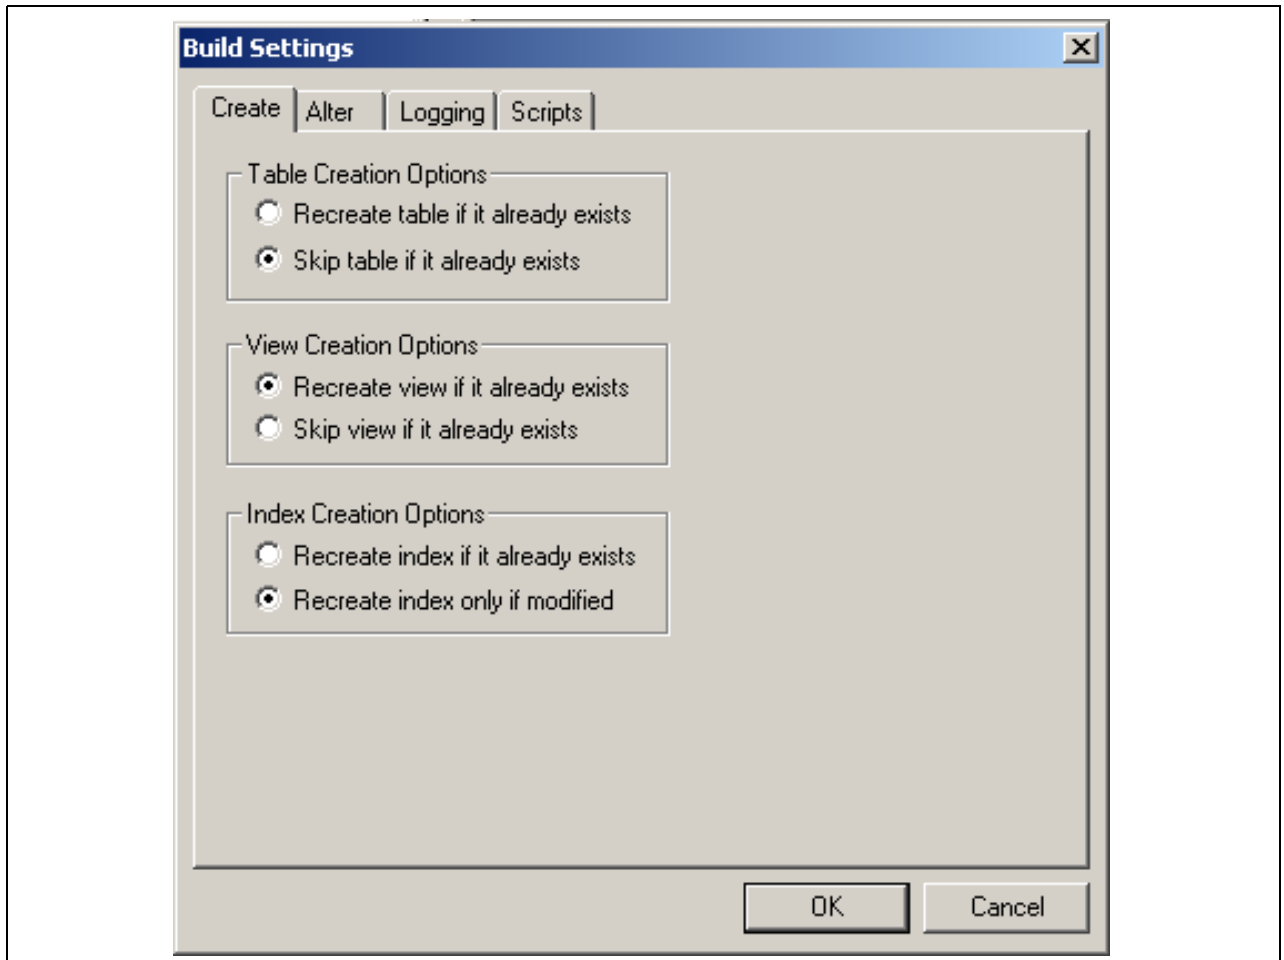 Build Settings
Create Alter Logging Scripts
Table Creation Options
Recreate table if it already exists
Skip table if it already exists
View Creation Options
Recreate view if it already exists
Skip view if it already exists
Index Creation Options
Recreate index if it already exists
Recreate index only if modified
OK Cancel